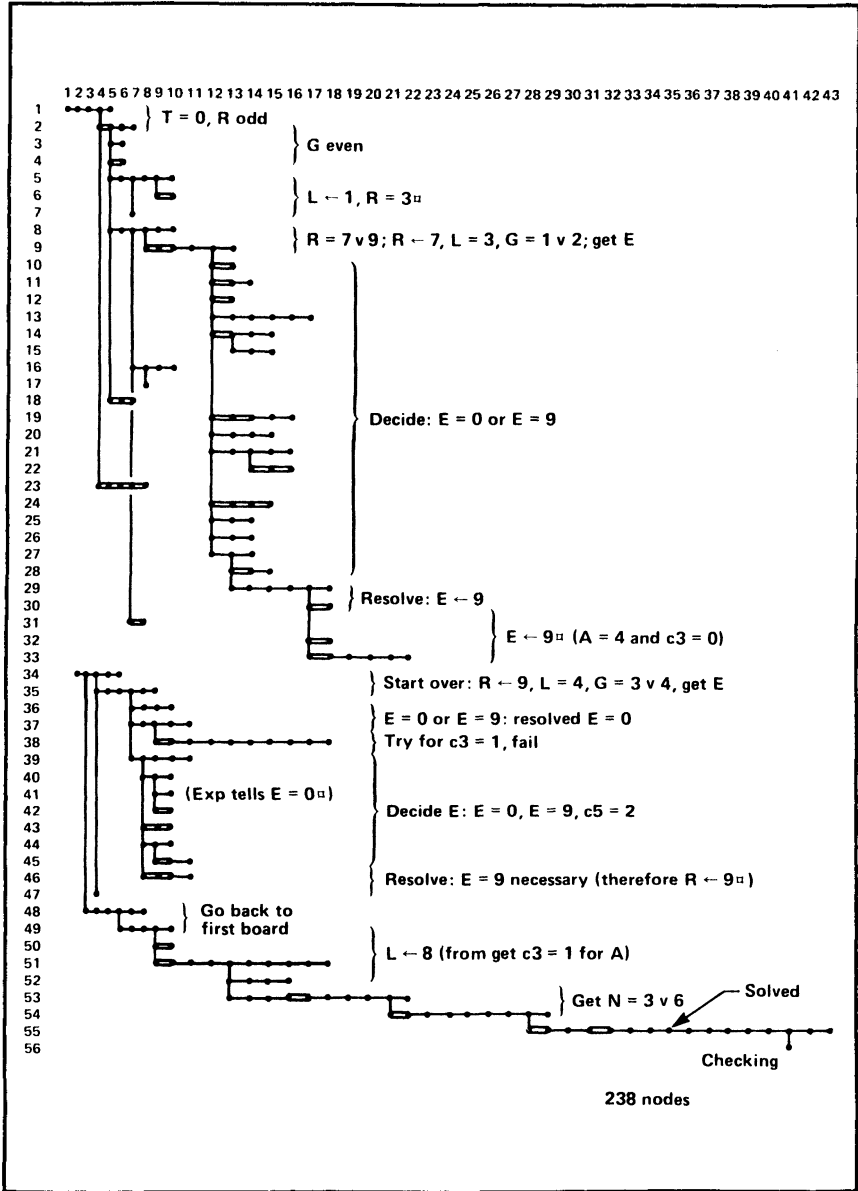 1 2 3 4 5 6 7 8 9 10 11 12 13 14 15 16 17 18 19 20 21 22 23 24 25 26 27 28 29 30 31 32 33 34 35 36 37 38 39 40 41 42 43
1
T = 0, R odd
2
3
G even
4
5
6
L ← 1, R = 3¤
7
8
R = 7 v 9; R ← 7, L = 3, G = 1 v 2; get E
9
10
11
12
13
14
15
16
17
18
19
Decide: E = 0 or E = 9
20
21
22
23
24
25
26
27
28
29
Resolve: E ← 9
30
31
E ← 9¤ (A = 4 and c3 = 0)
32
33
34
Start over: R ← 9, L = 4, G = 3 v 4, get E
35
36
E = 0 or E = 9: resolved E = 0
37
38
Try for c3 = 1, fail
39
40
41
(Exp tells E = 0¤)
42
Decide E: E = 0, E = 9, c5 = 2
43
44
45
46
Resolve: E = 9 necessary (therefore R ← 9¤)
47
48
Go back to
first board
49
50
L ← 8 (from get c3 = 1 for A)
51
52
53
Get N = 3 v 6
Solved
54
55
56
Checking
238 nodes